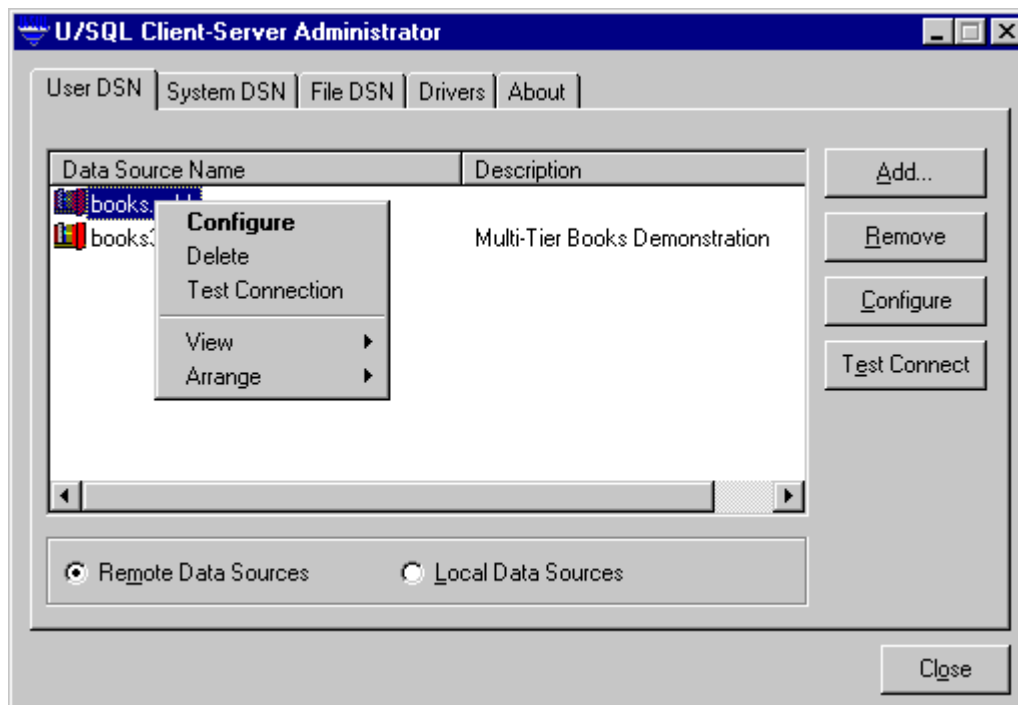 U/SQL Client-Server Administrator
User DSN System DSN File DSN Drivers About
Data Source Name Description
Add...
Configure
books3 Multi-Tier Books Demonstration
Remove
Delete
Test Connection
Configure
View
Test Connect
Arrange
Remote Data Sources Local Data Sources
Close